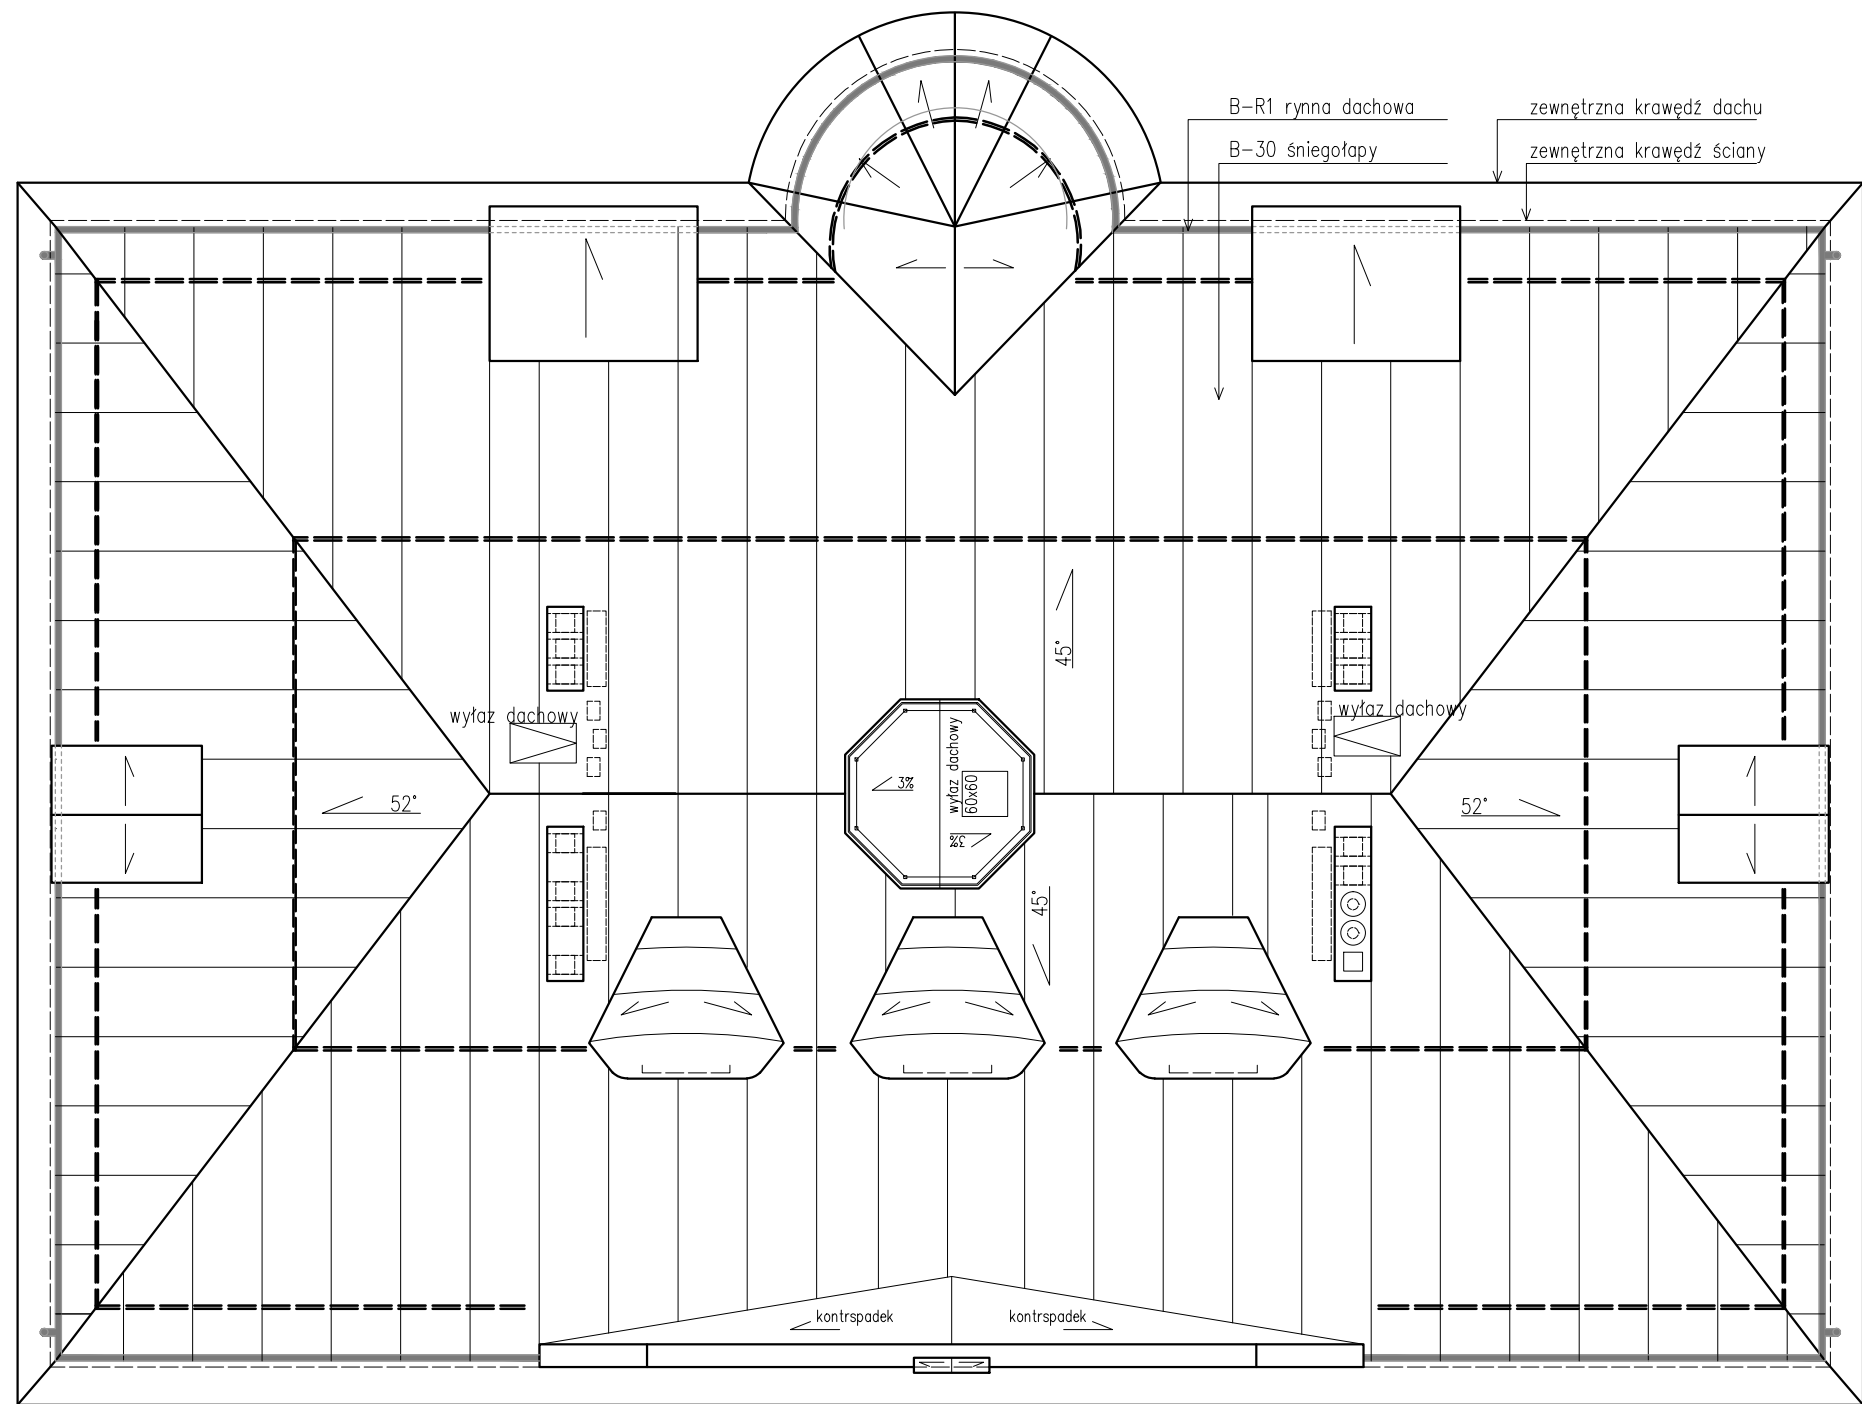 B-R1 rynna dachowa
zewnętrzna krawędź dachu
B-30 śniegołapy
zewnętrzna krawędź ściany
45°
wyłaz dachowy
wyłaz dachowy
wyłaz dachowy
60x60
3%
3%
52°
52°
45°
kontrspadek
kontrspadek